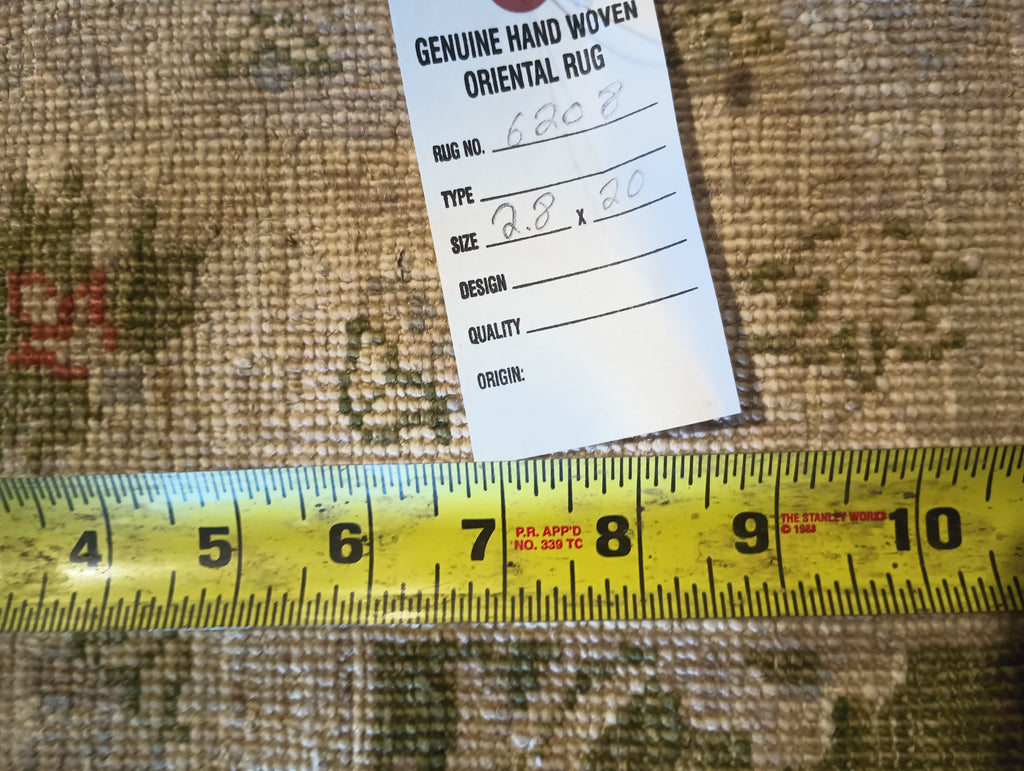 GENUINE HAND WOVEN
ORIENTAL RUG
RUG NO. 6208
TYPE
SIZE 2.8 X 20
DESIGN
QUALITY
ORIGIN:
4 5 6 7 P.R. APP'D NO. 339 TC 8 9 THE STANLEY WORKS © 1983 10